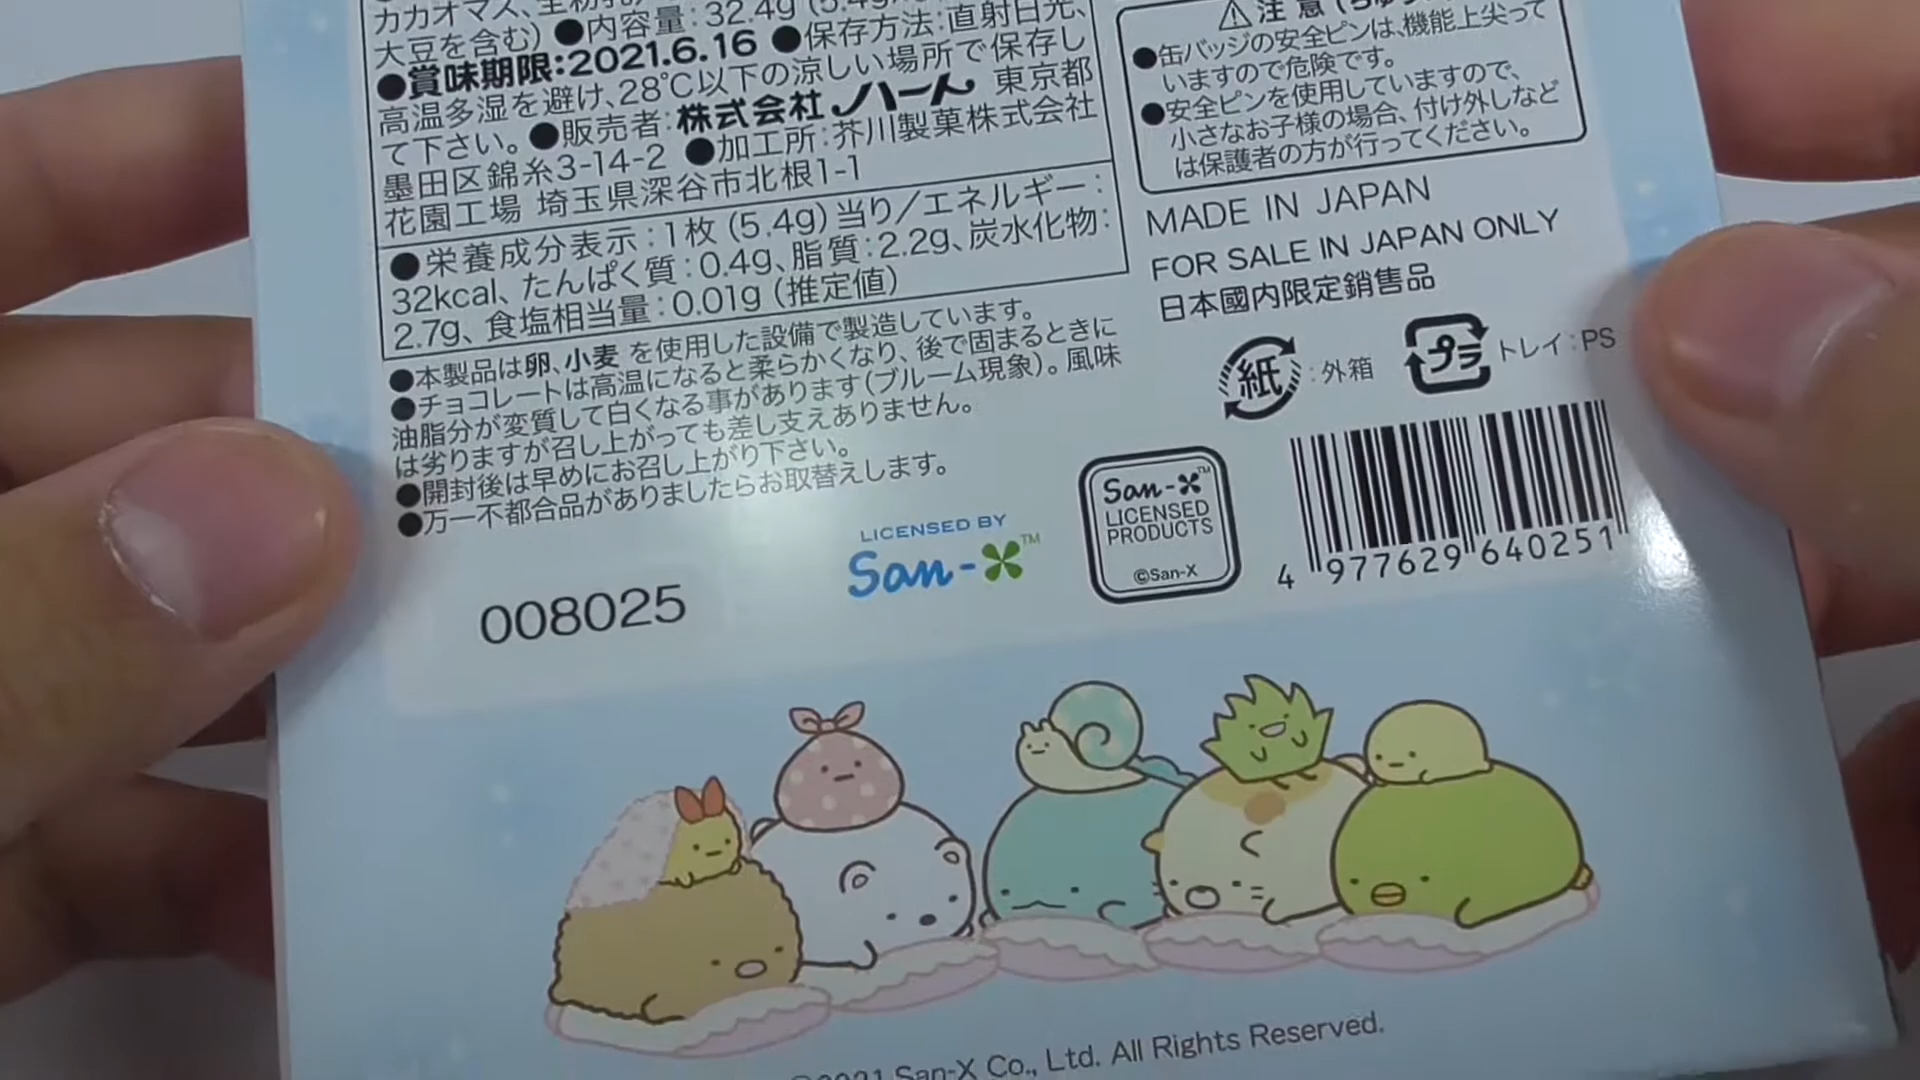 カカオマス、全粉乳
大豆を含む) ●内容量:32.4g (5.4g
●賞味期限:2021.6.16 ●保存方法:直射日光、
高温多湿を避け、28℃以下の涼しい場所で保存し
て下さい。●販売者:株式会社ハート 東京都
墨田区錦糸3-14-2 ●加工所:芥川製菓株式会社
花園工場 埼玉県深谷市北根1-1
●栄養成分表示:1枚(5.4g)当り/エネルギー:
32kcal、たんぱく質:0.4g、脂質:2.2g、炭水化物:
2.7g、食塩相当量:0.01g(推定値)
●本製品は卵、小麦 を使用した設備で製造しています。
●チョコレートは高温になると柔らかくなり、後で固まるときに
油脂分が変質して白くなる事があります(ブルーム現象)。風味
は劣りますが召し上がっても差し支えありません。
●開封後は早めにお召し上がり下さい。
●万一不都合品がありましたらお取替えします。
008025
LICENSED BY
San-X™
⚠注 意
●缶バッジの安全ピンは、機能上尖って
いますので危険です。
●安全ピンを使用していますので、
小さなお子様の場合、付け外しなど
は保護者の方が行ってください。
MADE IN JAPAN
FOR SALE IN JAPAN ONLY
日本國内限定銷售品
紙:外箱
プラ トレイ:PS
San-X™
LICENSED
PRODUCTS
©San-X
4 977629 640251
©2021 San-X Co., Ltd. All Rights Reserved.